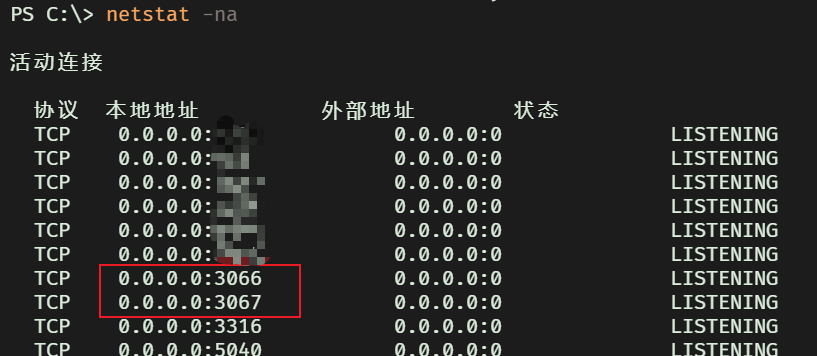 PS C:\> netstat -na
活动连接
协议 本地地址 外部地址 状态
TCP 0.0.0.0: 0.0.0.0:0 LISTENING
TCP 0.0.0.0: 0.0.0.0:0 LISTENING
TCP 0.0.0.0: 0.0.0.0:0 LISTENING
TCP 0.0.0.0: 0.0.0.0:0 LISTENING
TCP 0.0.0.0: 0.0.0.0:0 LISTENING
TCP 0.0.0.0: 0.0.0.0:0 LISTENING
TCP 0.0.0.0:3066 0.0.0.0:0 LISTENING
TCP 0.0.0.0:3067 0.0.0.0:0 LISTENING
TCP 0.0.0.0:3316 0.0.0.0:0 LISTENING
TCP 0.0.0.0:5040 0.0.0.0:0 LISTENING